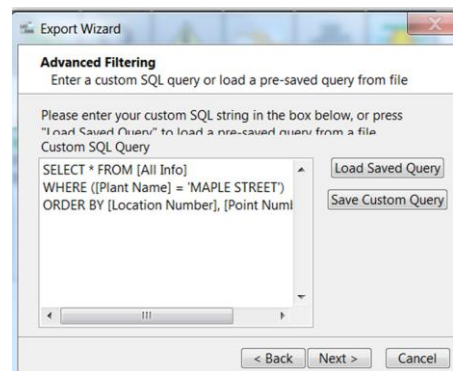 Export Wizard
Advanced Filtering
Enter a custom SQL query or load a pre-saved query from file
Please enter your custom SQL string in the box below, or press
"Load Saved Query" to load a pre-saved query from a file
Custom SQL Query
SELECT * FROM [All Info]
WHERE ([Plant Name] = 'MAPLE STREET')
ORDER BY [Location Number], [Point Num
Load Saved Query
Save Custom Query
< Back
Next >
Cancel